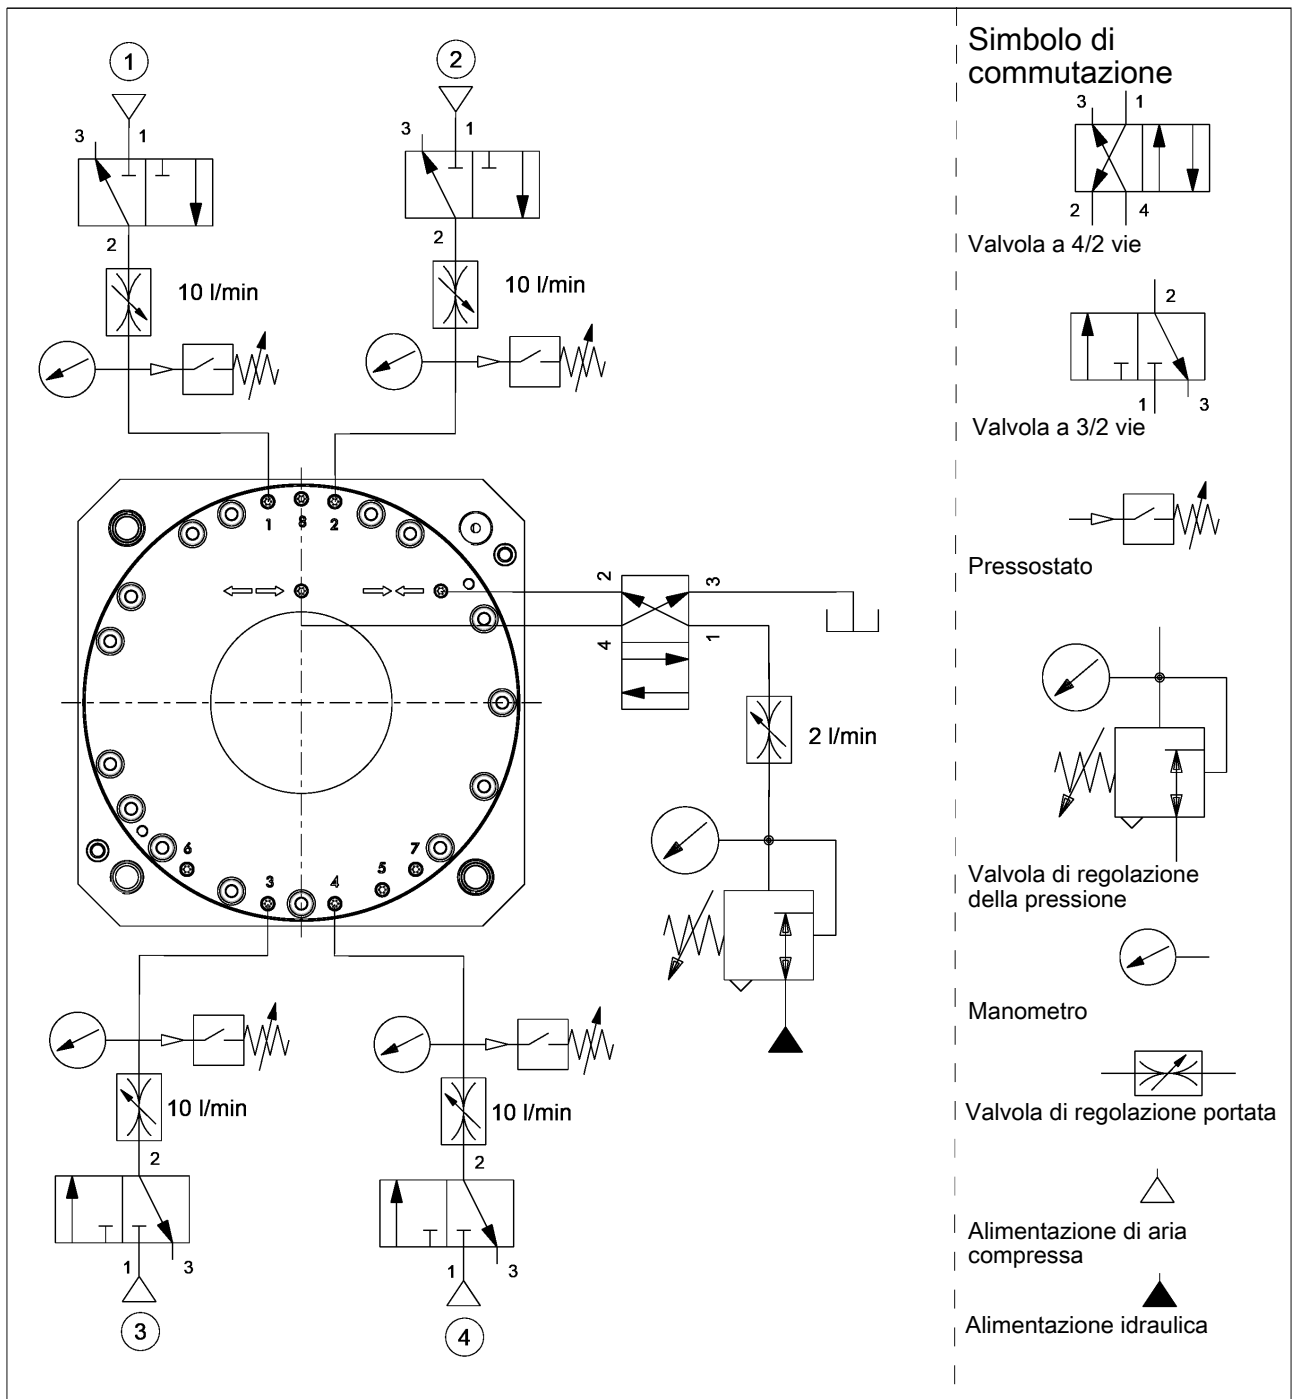 1
2
3
1
2
10 l/min
3
1
2
10 l/min
1
8
2
2
3
4
1
2 l/min
6
3
4
5
7
10 l/min
2
1
3
3
10 l/min
2
1
3
4
Simbolo di
commutazione
3
1
2
4
Valvola a 4/2 vie
2
1
3
Valvola a 3/2 vie
Pressostato
Valvola di regolazione
della pressione
Manometro
Valvola di regolazione portata
Alimentazione di aria
compressa
Alimentazione idraulica